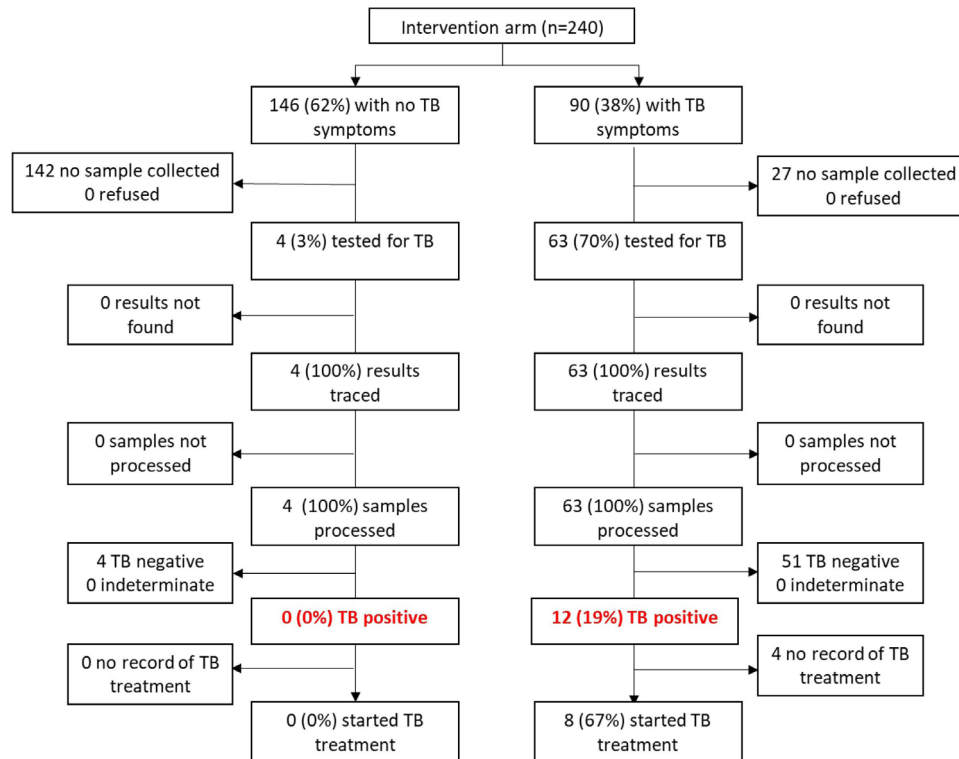 Intervention arm (n=240)
146 (62%) with no TB
symptoms
90 (38%) with TB
symptoms
142 no sample collected
0 refused
27 no sample collected
0 refused
4 (3%) tested for TB
63 (70%) tested for TB
0 results not
found
0 results not
found
4 (100%) results
traced
63 (100%) results
traced
0 samples not
processed
0 samples not
processed
4 (100%) samples
processed
63 (100%) samples
processed
4 TB negative
0 indeterminate
51 TB negative
0 indeterminate
0 (0%) TB positive
12 (19%) TB positive
0 no record of TB
treatment
4 no record of TB
treatment
0 (0%) started TB
treatment
8 (67%) started TB
treatment